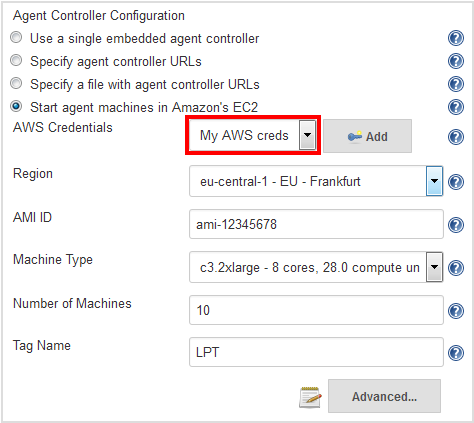 Agent Controller Configuration
Use a single embedded agent controller
Specify agent controller URLs
Specify a file with agent controller URLs
Start agent machines in Amazon's EC2
AWS Credentials My AWS creds Add
Region eu-central-1 - EU - Frankfurt
AMI ID ami-12345678
Machine Type c3.2xlarge - 8 cores, 28.0 compute un
Number of Machines 10
Tag Name LPT
Advanced...